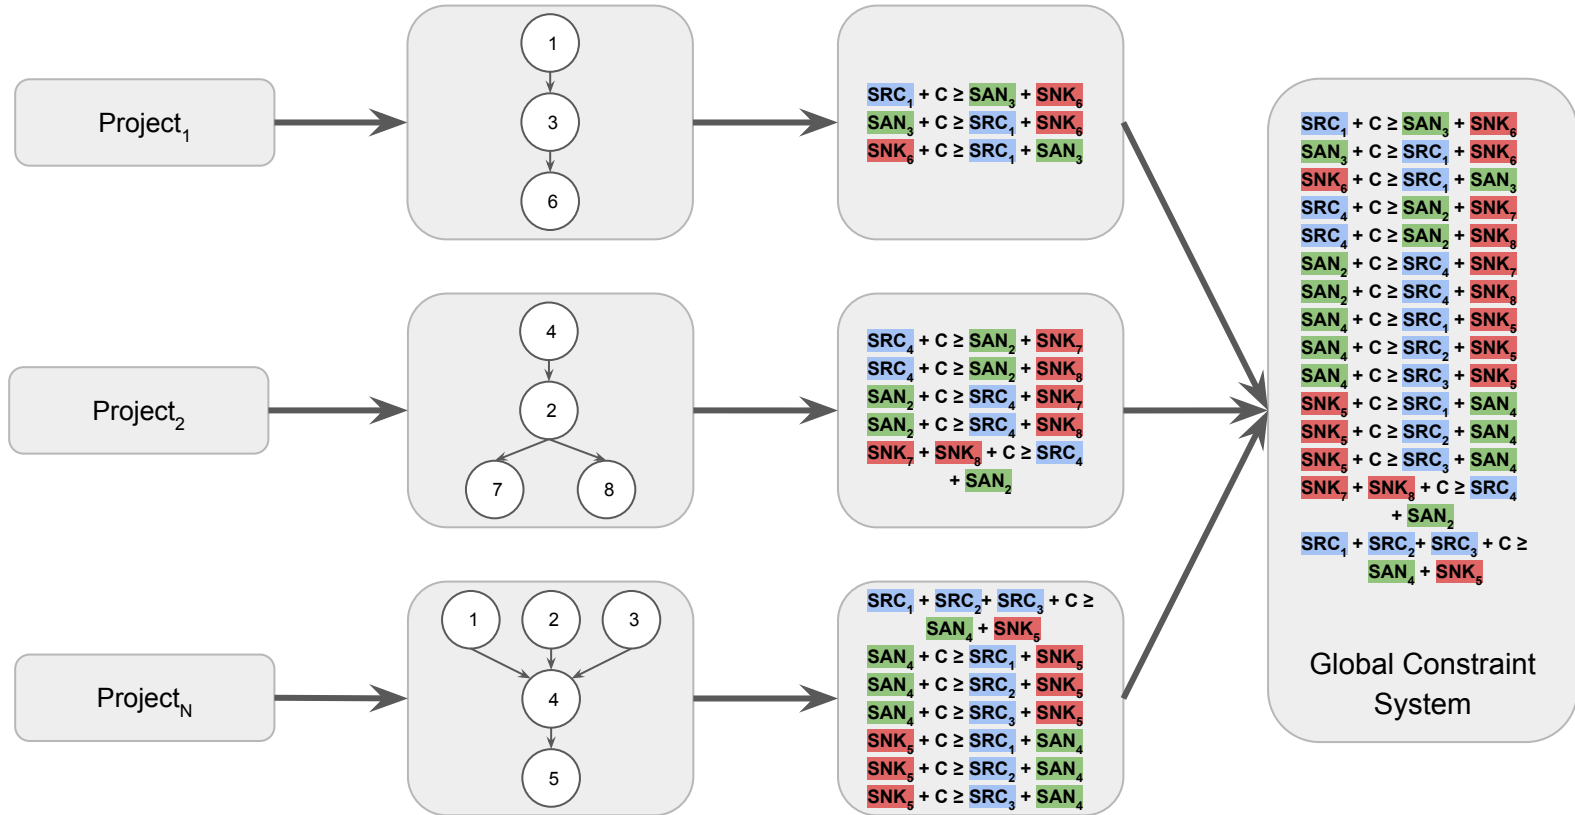 Project₁
1
3
6
SRC₁ + C ≥ SAN₃ + SNK₆
SAN₃ + C ≥ SRC₁ + SNK₆
SNK₆ + C ≥ SRC₁ + SAN₃
Project₂
4
2
7
8
SRC₄ + C ≥ SAN₂ + SNK₇
SRC₄ + C ≥ SAN₂ + SNK₈
SAN₂ + C ≥ SRC₄ + SNK₇
SAN₂ + C ≥ SRC₄ + SNK₈
SNK₇ + SNK₈ + C ≥ SRC₄
+ SAN₂
Project_N
1
2
3
4
5
SRC₁ + SRC₂+ SRC₃ + C ≥
SAN₄ + SNK₅
SAN₄ + C ≥ SRC₁ + SNK₅
SAN₄ + C ≥ SRC₂ + SNK₅
SAN₄ + C ≥ SRC₃ + SNK₅
SNK₅ + C ≥ SRC₁ + SAN₄
SNK₅ + C ≥ SRC₂ + SAN₄
SNK₅ + C ≥ SRC₃ + SAN₄
SRC₁ + C ≥ SAN₃ + SNK₆
SAN₃ + C ≥ SRC₁ + SNK₆
SNK₆ + C ≥ SRC₁ + SAN₃
SRC₄ + C ≥ SAN₂ + SNK₇
SRC₄ + C ≥ SAN₂ + SNK₈
SAN₂ + C ≥ SRC₄ + SNK₇
SAN₂ + C ≥ SRC₄ + SNK₈
SAN₄ + C ≥ SRC₁ + SNK₅
SAN₄ + C ≥ SRC₂ + SNK₅
SAN₄ + C ≥ SRC₃ + SNK₅
SNK₅ + C ≥ SRC₁ + SAN₄
SNK₅ + C ≥ SRC₂ + SAN₄
SNK₅ + C ≥ SRC₃ + SAN₄
SNK₇ + SNK₈ + C ≥ SRC₄
+ SAN₂
SRC₁ + SRC₂+ SRC₃ + C ≥
SAN₄ + SNK₅
Global Constraint
System